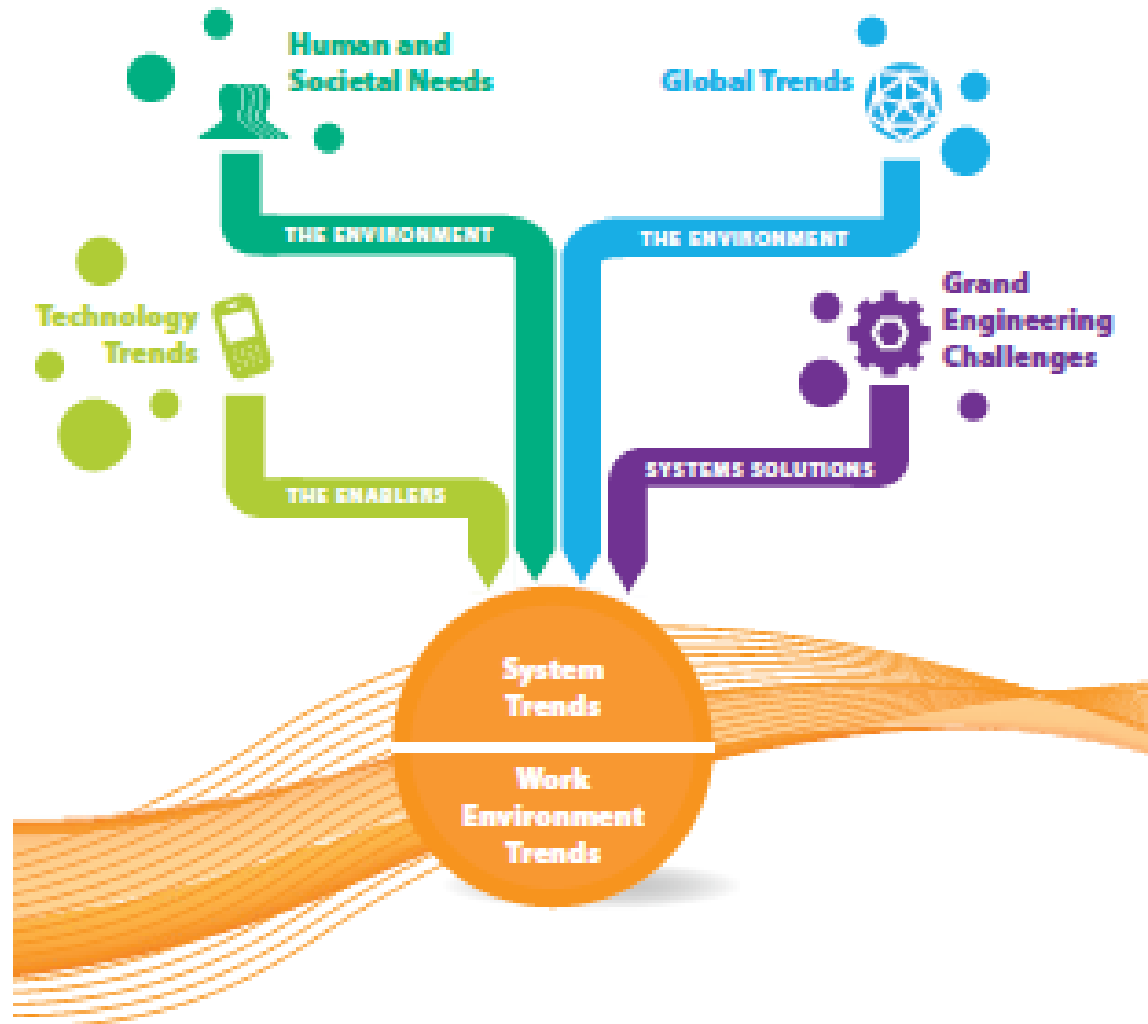 Human and
Societal Needs
Global Trends
THE ENVIRONMENT
THE ENVIRONMENT
Technology
Trends
Grand
Engineering
Challenges
THE ENABLERS
SYSTEMS SOLUTIONS
System
Trends
Work
Environment
Trends